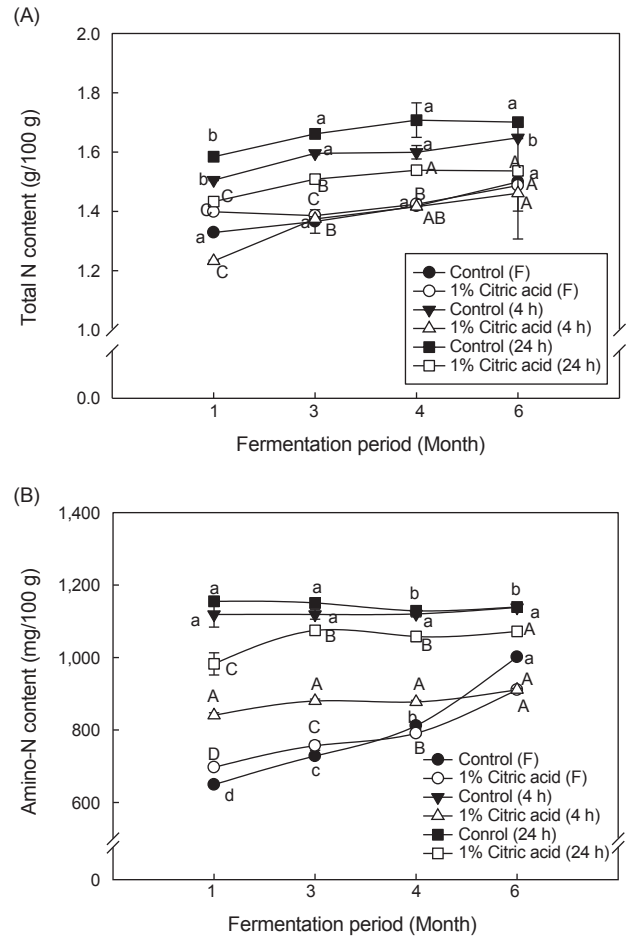 (A)
2.0
1.8
1.6
1.4
1.2
1.0
0.0
Total N content (g/100 g)
b
a
a
a
b
a
a
b
C
B
A
A
C
C
B
a
A
a
a
B
AB
A
C
Control (F)
1% Citric acid (F)
Control (4 h)
1% Citric acid (4 h)
Control (24 h)
1% Citric acid (24 h)
1
3
4
6
Fermentation period (Month)
(B)
1,400
1,200
1,000
800
600
0
Amino-N content (mg/100 g)
a
a
b
b
a
a
a
a
C
B
B
A
A
A
A
A
a
D
C
b
B
A
d
c
Control (F)
1% Citric acid (F)
Control (4 h)
1% Citric acid (4 h)
Conrol (24 h)
1% Citric acid (24 h)
1
3
4
6
Fermentation period (Month)